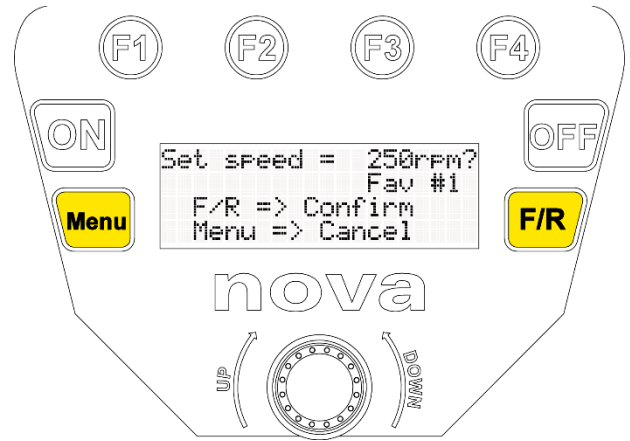 F1 F2 F3 F4
ON OFF
Set speed = 250rpm?
Fav #1
F/R => Confirm
Menu => Cancel
Menu F/R
nova
UP DOWN